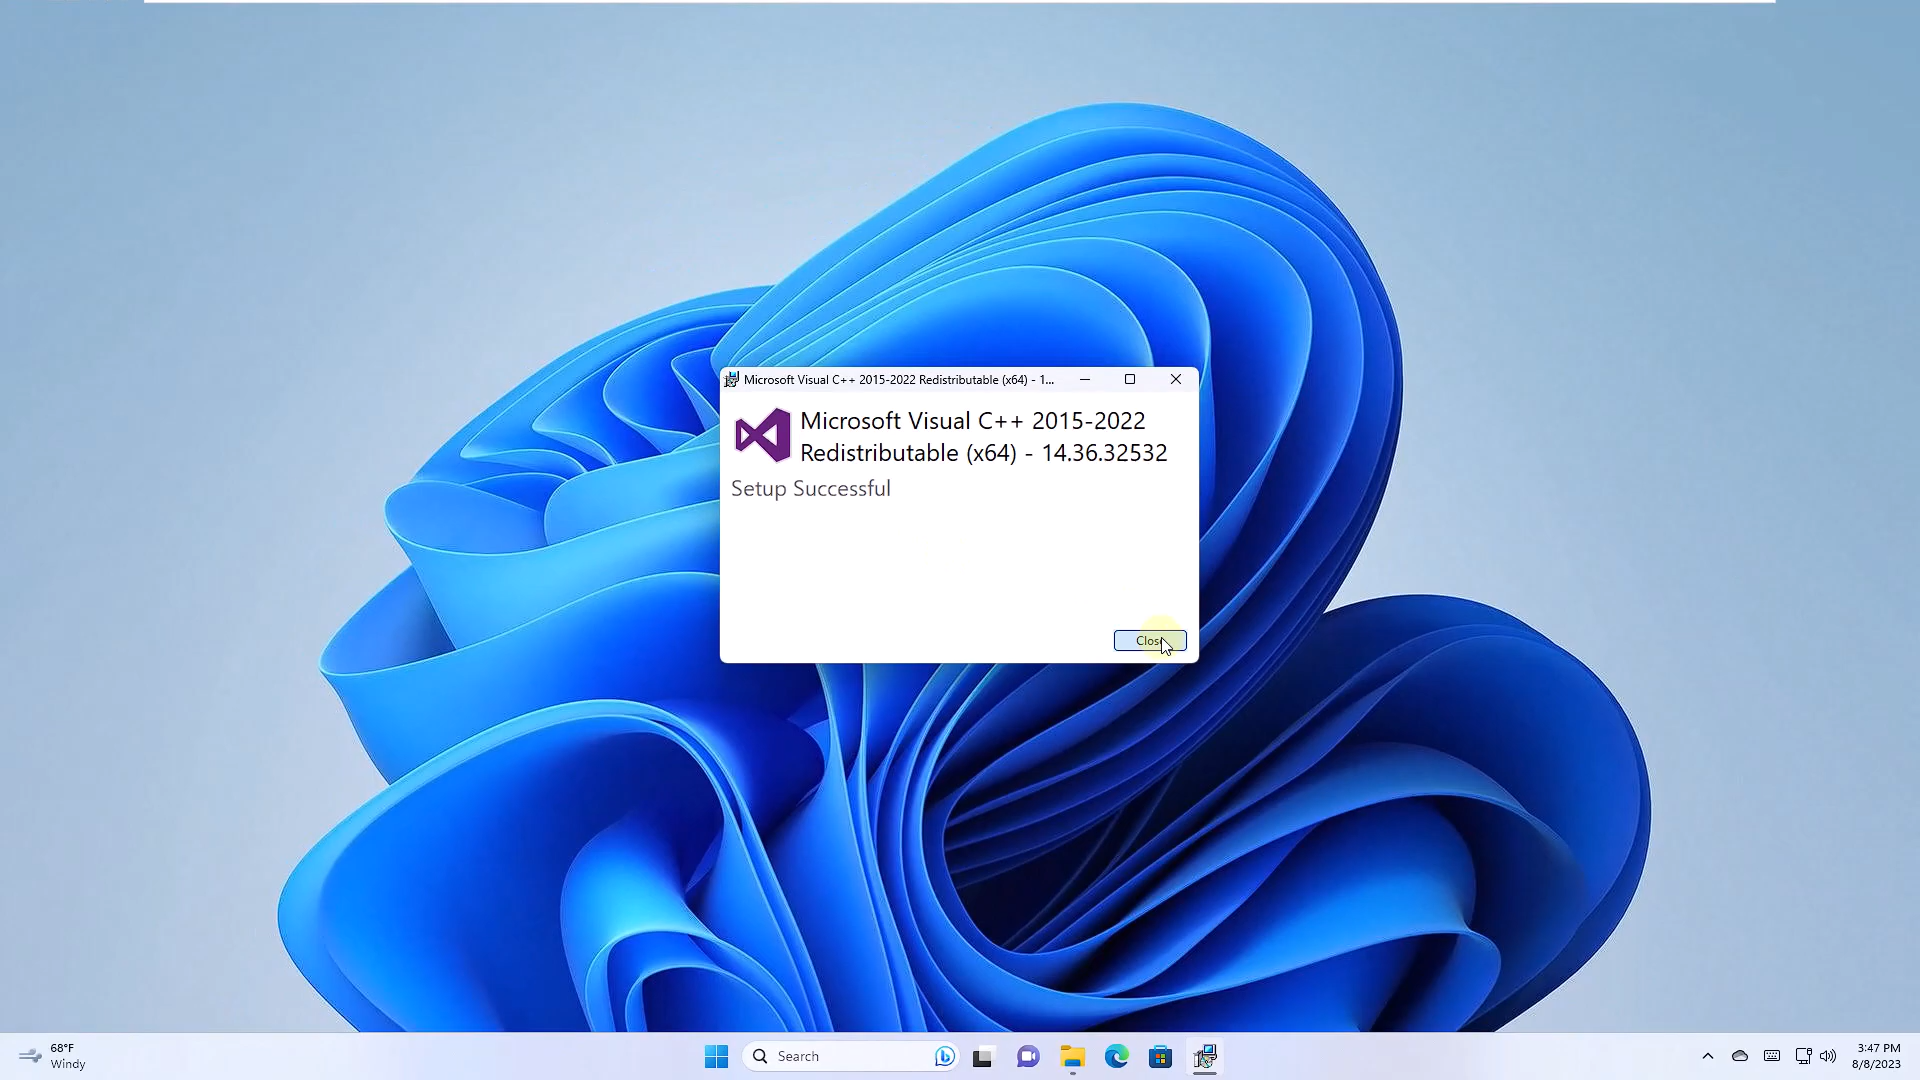 Microsoft Visual C++ 2015-2022 Redistributable (x64) - 1...
Microsoft Visual C++ 2015-2022
Redistributable (x64) - 14.36.32532
Setup Successful
Close
68°F
Windy
Search
3:47 PM
8/8/2023